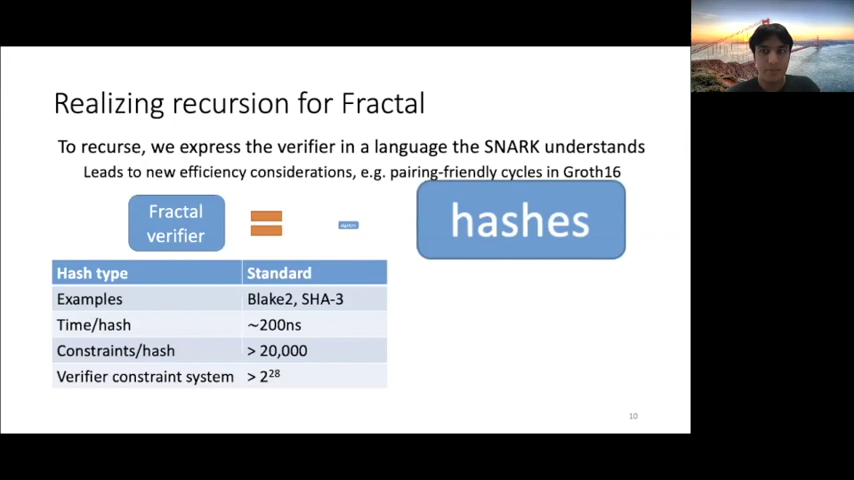 Realizing recursion for Fractal
To recurse, we express the verifier in a language the SNARK understands
Leads to new efficiency considerations, e.g. pairing-friendly cycles in Groth16
Fractal
verifier
hashes
Hash type Standard
Examples Blake2, SHA-3
Time/hash ~200ns
Constraints/hash > 20,000
Verifier constraint system > 2²⁸
10